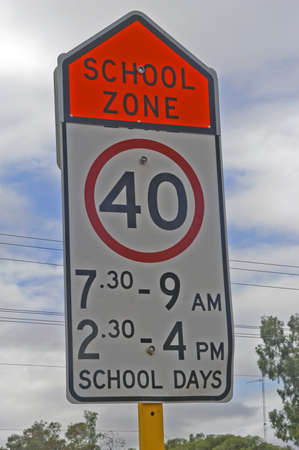 SCHOOL
ZONE
40
7.30 - 9 AM
2.30 - 4 PM
SCHOOL DAYS